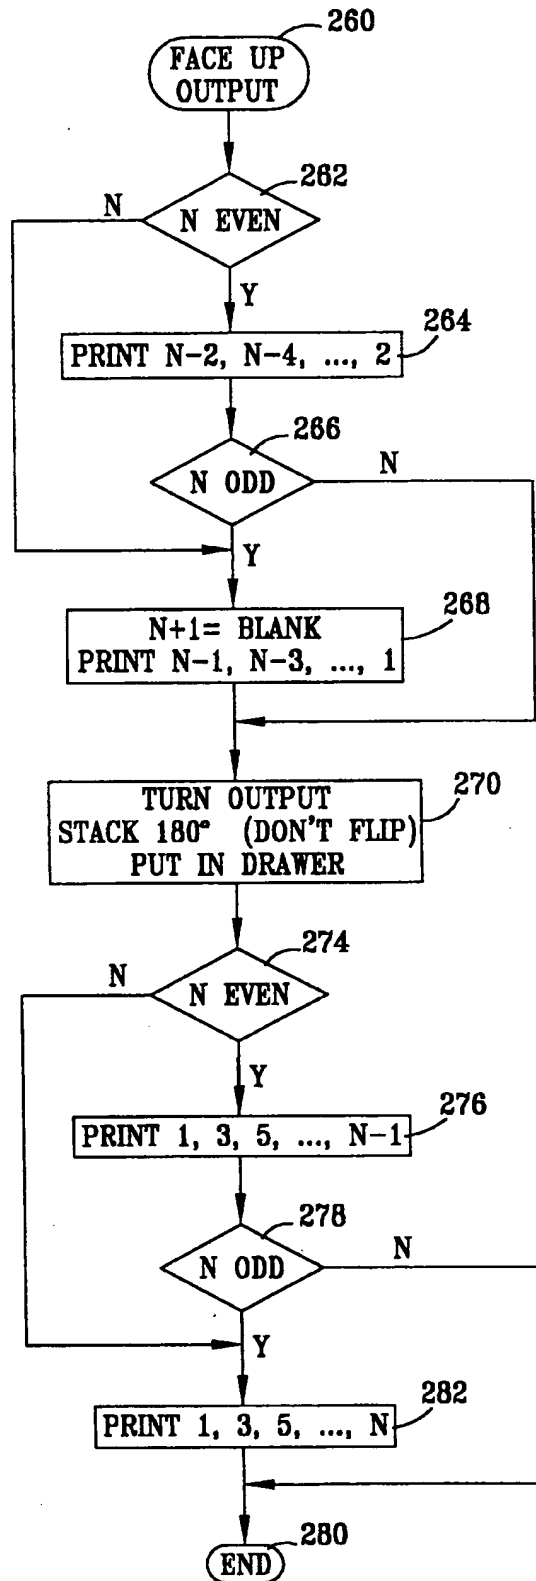 260
FACE UP
OUTPUT
262
N
N EVEN
Y
264
PRINT N-2, N-4, ..., 2
266
N
N ODD
Y
268
N+1= BLANK
PRINT N-1, N-3, ..., 1
270
TURN OUTPUT
STACK 180° (DON'T FLIP)
PUT IN DRAWER
274
N
N EVEN
Y
276
PRINT 1, 3, 5, ..., N-1
278
N
N ODD
Y
282
PRINT 1, 3, 5, ..., N
280
END